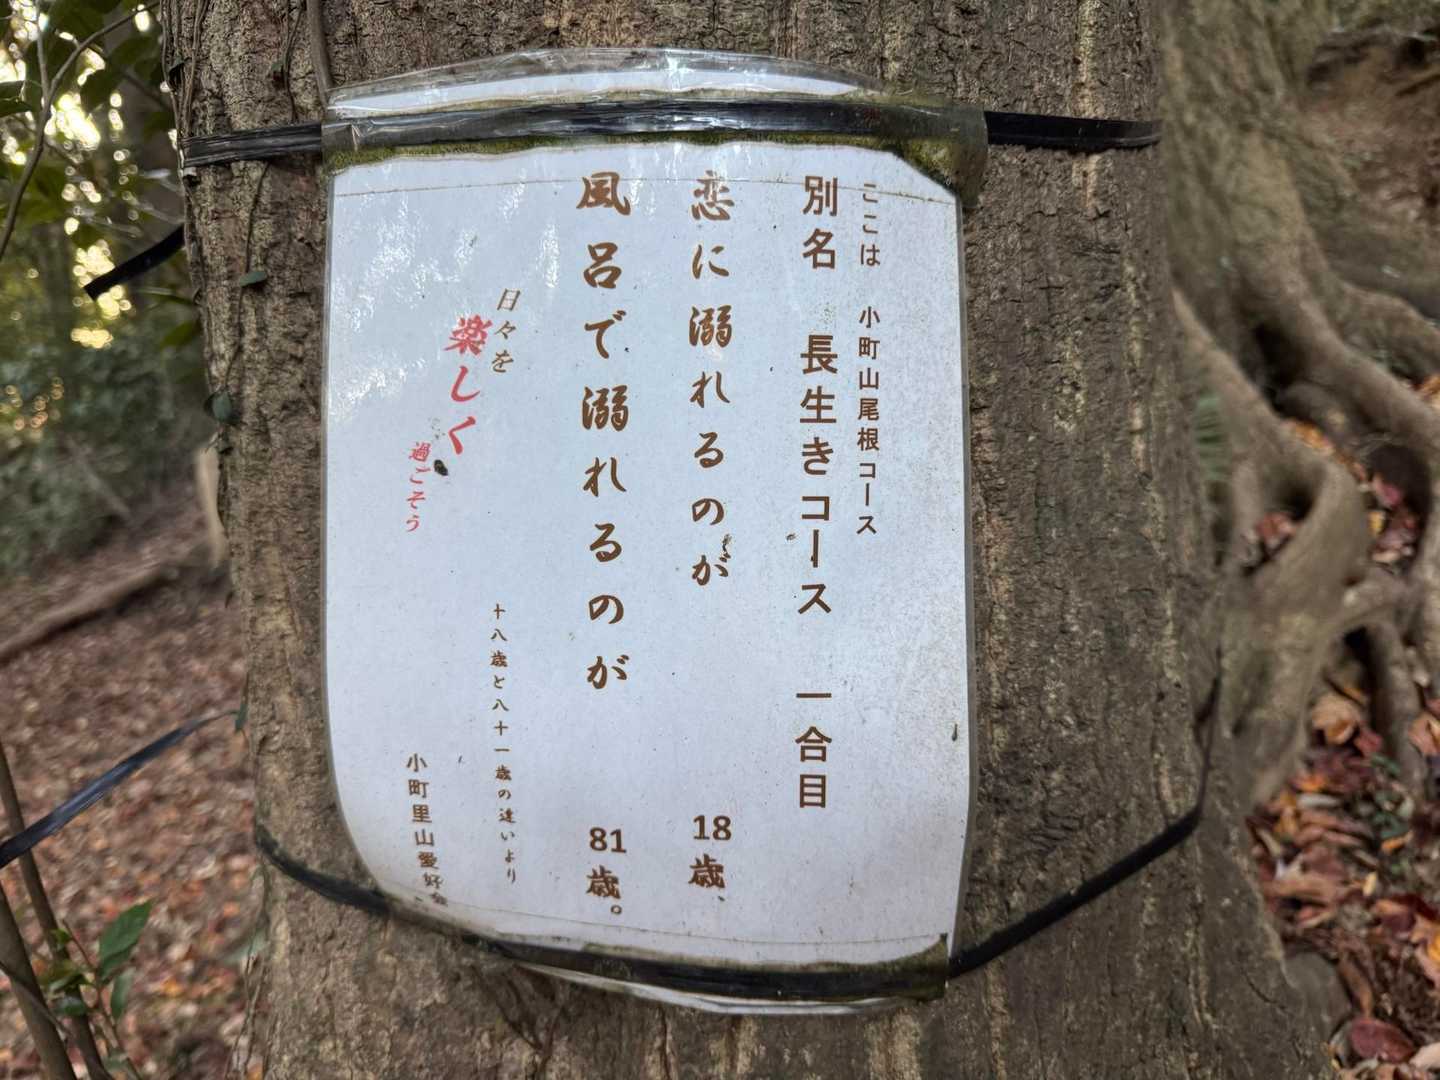 ここは 小町山尾根コース
別名 長生きコース 一合目
恋に溺れるのが 18歳、
風呂で溺れるのが 81歳。
日々を
楽しく
過ごそう
十八歳と八十一歳の違いより
小町里山愛好会